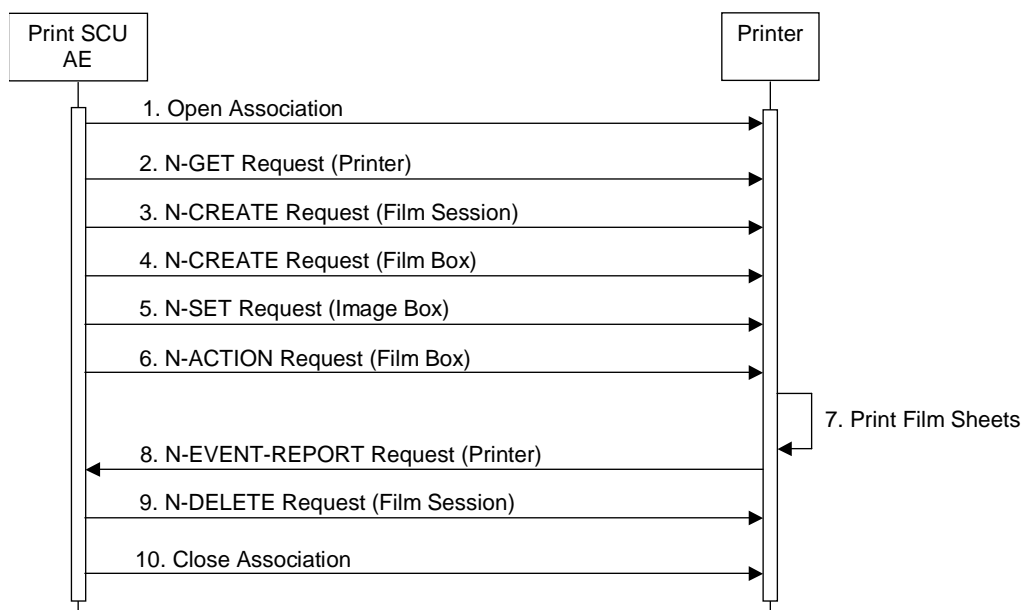 Print SCU
AE
Printer
1. Open Association
2. N-GET Request (Printer)
3. N-CREATE Request (Film Session)
4. N-CREATE Request (Film Box)
5. N-SET Request (Image Box)
6. N-ACTION Request (Film Box)
7. Print Film Sheets
8. N-EVENT-REPORT Request (Printer)
9. N-DELETE Request (Film Session)
10. Close Association